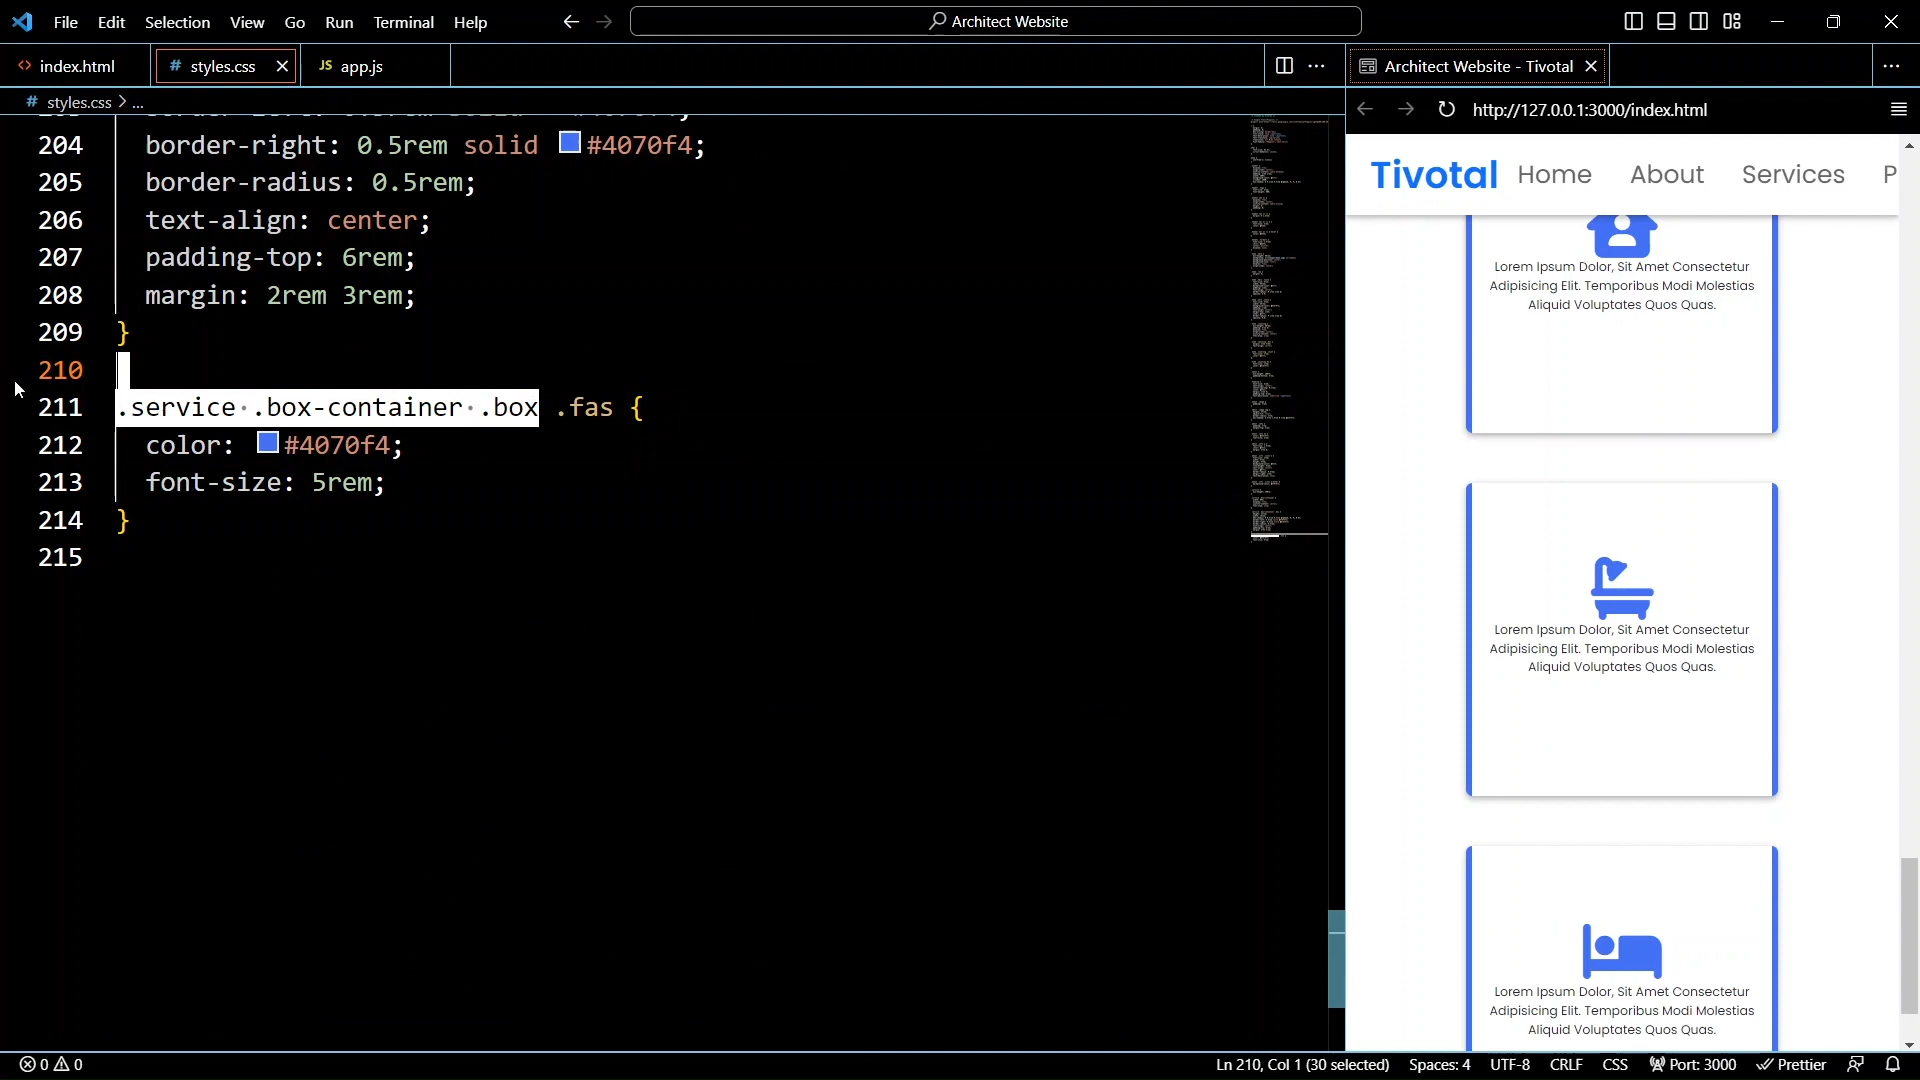 File Edit Selection View Go Run Terminal Help
Architect Website
index.html
styles.css
JS app.js
Architect Website - Tivotal
# styles.css > ...
http://127.0.0.1:3000/index.html
204 border-right: 0.5rem solid #4070f4;
205 border-radius: 0.5rem;
206 text-align: center;
207 padding-top: 6rem;
208 margin: 2rem 3rem;
209 }
210
211 .service .box-container .box .fas {
212 color: #4070f4;
213 font-size: 5rem;
214 }
215
Tivotal Home About Services P
Lorem Ipsum Dolor, Sit Amet Consectetur
Adipisicing Elit. Temporibus Modi Molestias
Aliquid Voluptates Quos Quas.
Lorem Ipsum Dolor, Sit Amet Consectetur
Adipisicing Elit. Temporibus Modi Molestias
Aliquid Voluptates Quos Quas.
Lorem Ipsum Dolor, Sit Amet Consectetur
Adipisicing Elit. Temporibus Modi Molestias
Aliquid Voluptates Quos Quas.
0 0
Ln 210, Col 1 (30 selected) Spaces: 4 UTF-8 CRLF CSS Port: 3000 Prettier